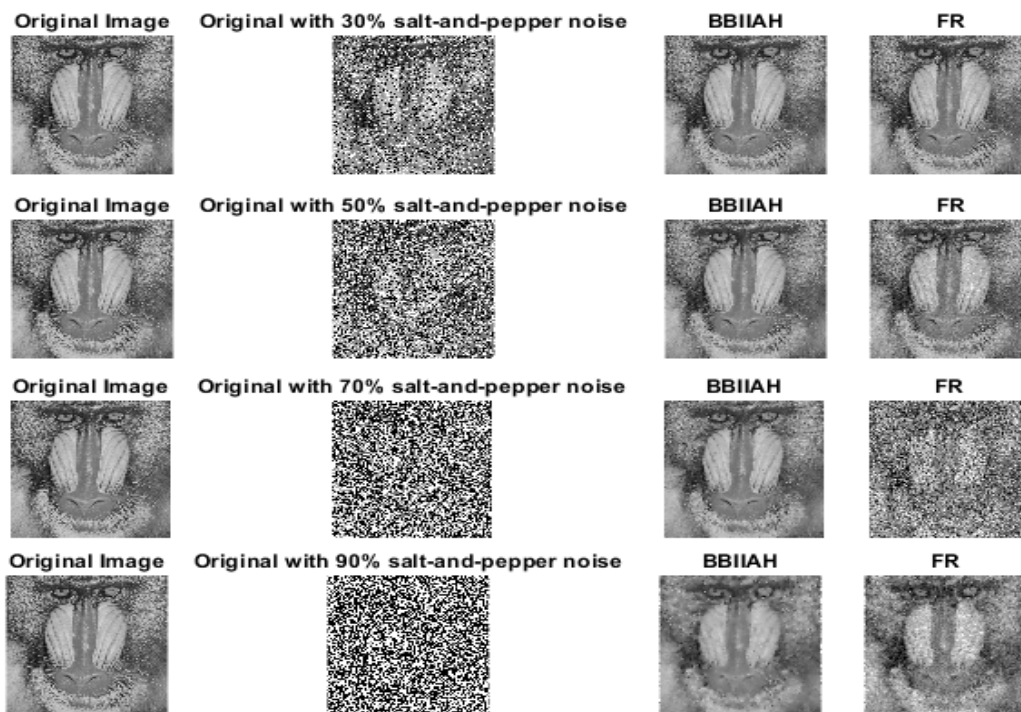 Original Image Original with 30% salt-and-pepper noise BBIIAH FR
Original Image Original with 50% salt-and-pepper noise BBIIAH FR
Original Image Original with 70% salt-and-pepper noise BBIIAH FR
Original Image Original with 90% salt-and-pepper noise BBIIAH FR